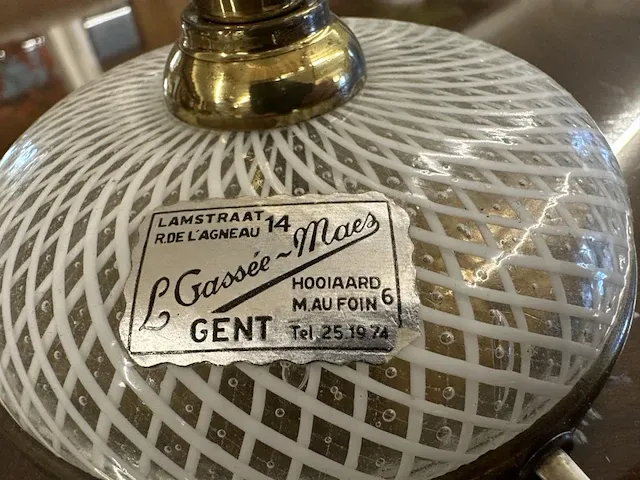 LAMSTRAAT 14
R.DE L'AGNEAU
L Gassée-Maes
HOOIAARD 6
M.AU FOIN
GENT Tel. 25.19 74